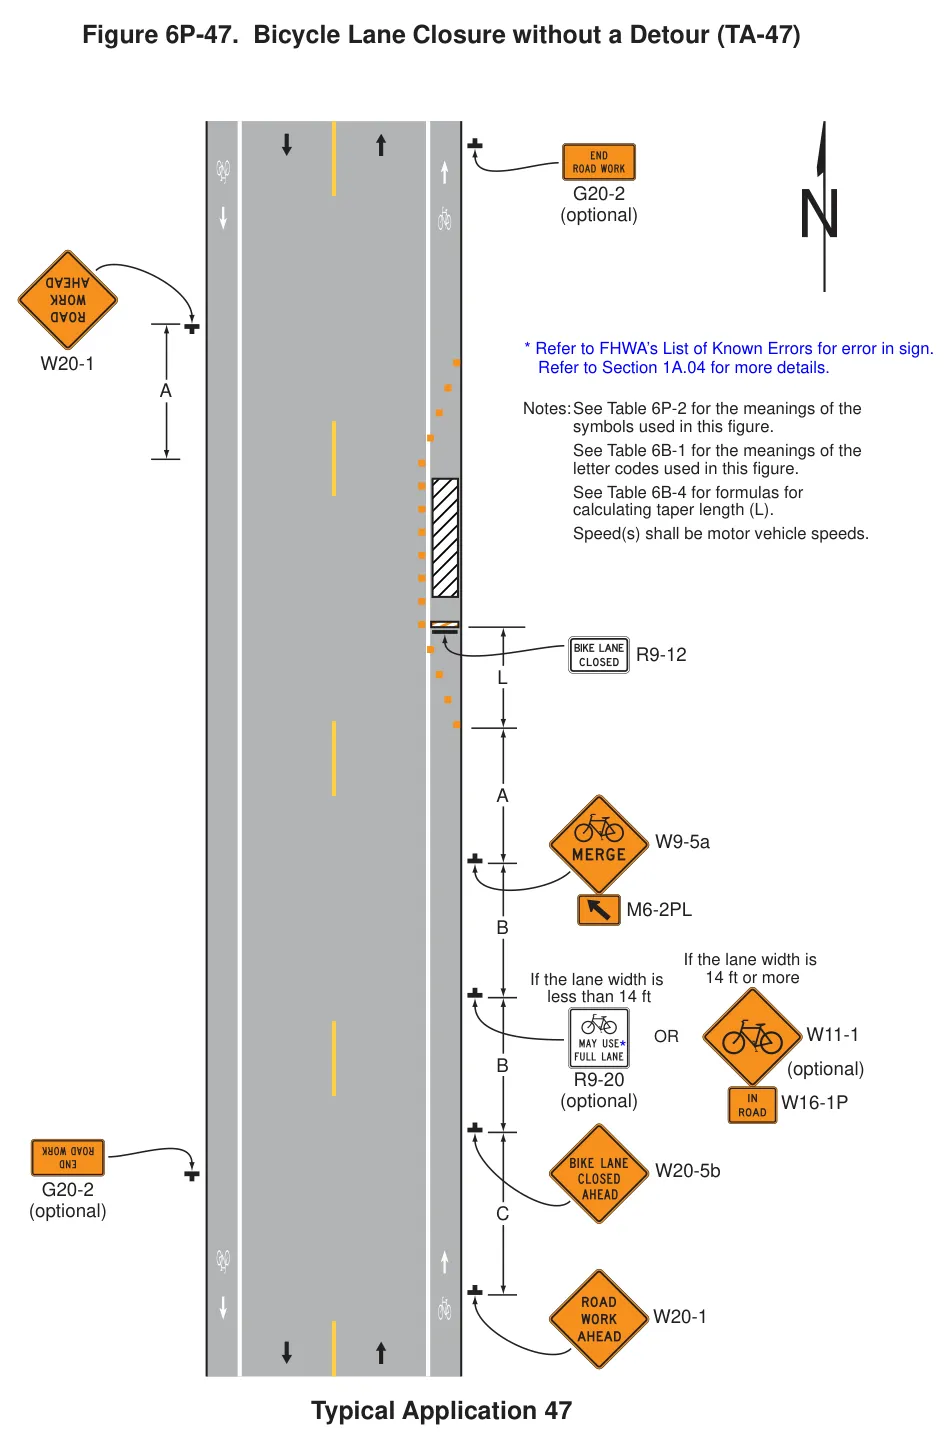 Figure 6P-47. Bicycle Lane Closure without a Detour (TA-47)
END
ROAD WORK
G20-2
(optional)
N
ROAD
WORK
AHEAD
W20-1
A
* Refer to FHWA's List of Known Errors for error in sign.
Refer to Section 1A.04 for more details.
Notes: See Table 6P-2 for the meanings of the
symbols used in this figure.
See Table 6B-1 for the meanings of the
letter codes used in this figure.
See Table 6B-4 for formulas for
calculating taper length (L).
Speed(s) shall be motor vehicle speeds.
BIKE LANE
CLOSED
R9-12
L
A
MERGE
W9-5a
M6-2PL
B
If the lane width is
less than 14 ft
MAY USE*
FULL LANE
R9-20
(optional)
OR
If the lane width is
14 ft or more
W11-1
(optional)
IN
ROAD
W16-1P
B
END
ROAD WORK
G20-2
(optional)
BIKE LANE
CLOSED
AHEAD
W20-5b
C
ROAD
WORK
AHEAD
W20-1
Typical Application 47